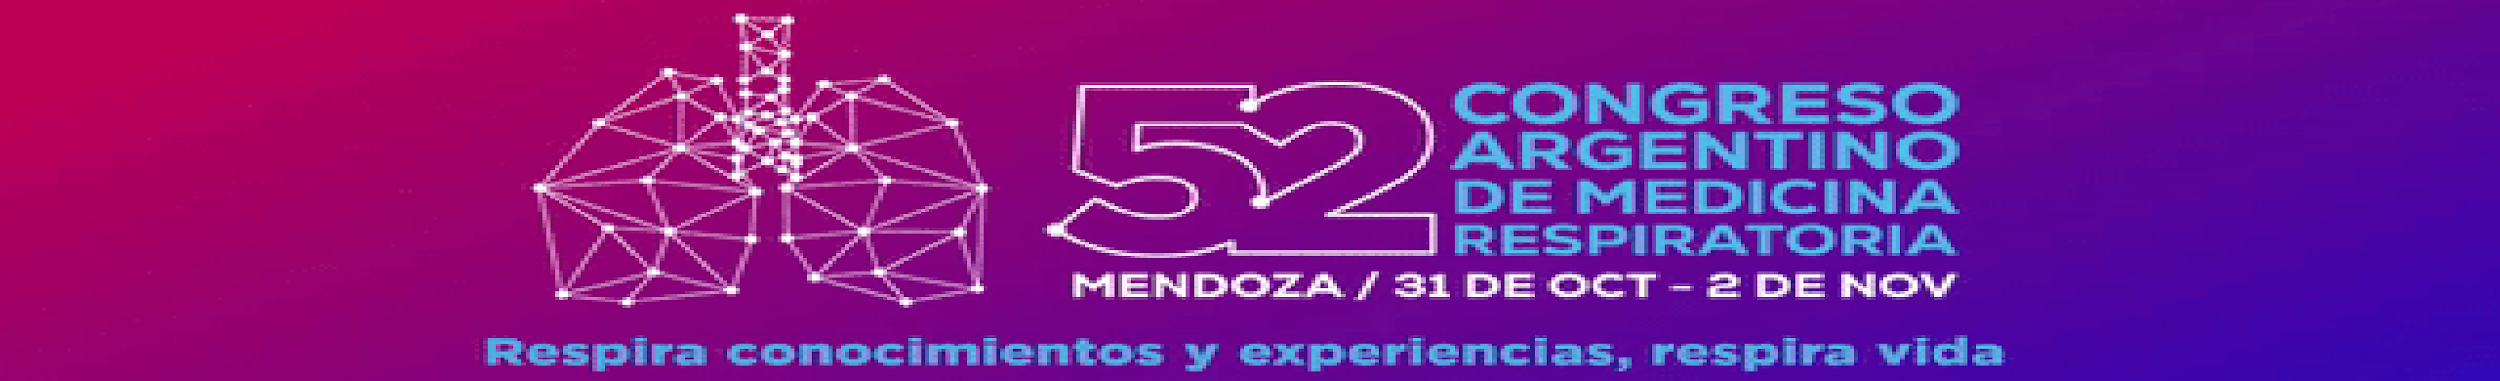 52
CONGRESO
ARGENTINO
DE MEDICINA
RESPIRATORIA
MENDOZA / 31 DE OCT - 2 DE NOV
Respira conocimientos y experiencias, respira vida